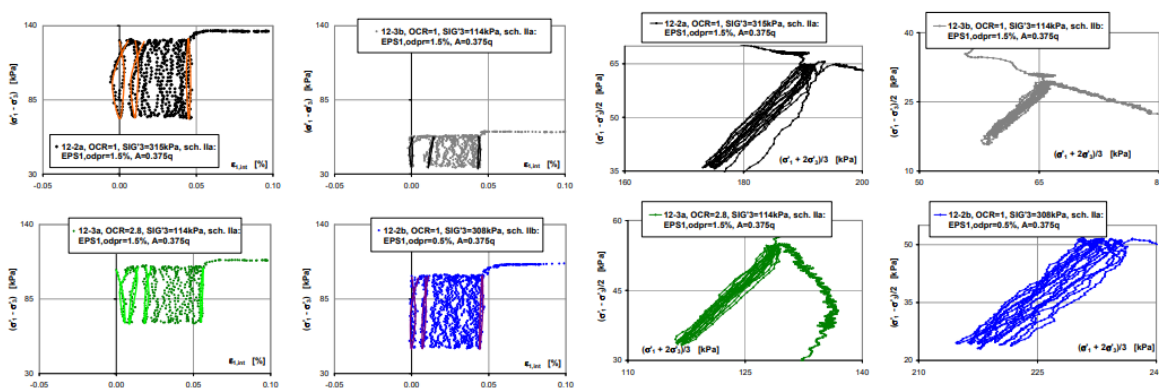 140
85
30
(σ'₁ - σ'₃) [kPa]
• 12-2a, OCR=1, SIG'3=315kPa, sch. IIa:
EPS1,odpr=1.5%, A=0.375q
ε₁,int [%]
-0.05 0.00 0.05 0.10
140
85
30
(σ'₁ - σ'₃) [kPa]
• 12-3b, OCR=1, SIG'3=114kPa, sch. IIa:
EPS1,odpr=1.5%, A=0.375q
ε₁,int [%]
-0.05 0.00 0.05 0.10
65
50
35
(σ'₁ - σ'₃)/2 [kPa]
12-2a, OCR=1, SIG'3=315kPa, sch. IIa:
EPS1,odpr=1.5%, A=0.375q
(σ'₁ + 2σ'₃)/3 [kPa]
160 180 200
40
25
10
(σ'₁ - σ'₃)/2 [kPa]
12-3b, OCR=1, SIG'3=114kPa, sch. IIb:
EPS1,odpr=1.5%, A=0.375q
(σ'₁ + 2σ'₃)/3 [kPa]
50 65 80
140
85
30
(σ'₁ - σ'₃) [kPa]
• 12-3a, OCR=2.8, SIG'3=114kPa, sch. IIa:
EPS1,odpr=1.5%, A=0.375q
ε₁,int [%]
-0.05 0.00 0.05 0.10
140
85
30
(σ'₁ - σ'₃) [kPa]
• 12-2b, OCR=1, SIG'3=308kPa, sch. IIb:
EPS1,odpr=0.5%, A=0.375q
ε₁,int [%]
-0.05 0.00 0.05 0.10
60
50
40
30
(σ'₁ - σ'₃)/2 [kPa]
12-3a, OCR=2.8, SIG'3=114kPa, sch. IIa:
EPS1,odpr=1.5%, A=0.375q
(σ'₁ + 2σ'₃)/3 [kPa]
110 125 140
50
35
20
(σ'₁ - σ'₃)/2 [kPa]
12-2b, OCR=1, SIG'3=308kPa, sch. IIb:
EPS1,odpr=0.5%, A=0.375q
(σ'₁ + 2σ'₃)/3 [kPa]
210 225